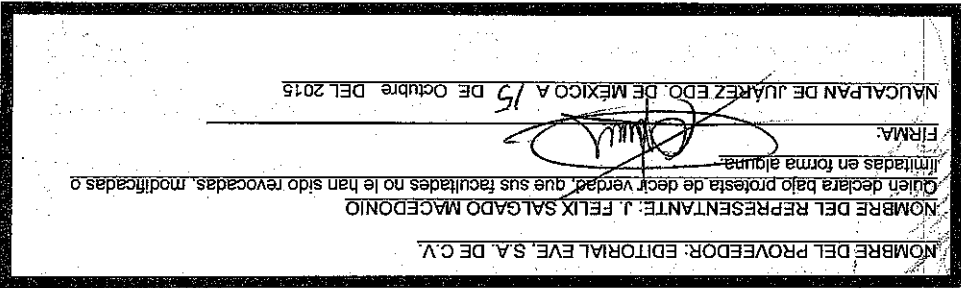 NOMBRE DEL PROVEEDOR: EDITORIAL EVE, S.A. DE C.V.
NOMBRE DEL REPRESENTANTE: J. FELIX SALGADO MACEDONIO
Quien declara bajo protesta de decir verdad, que sus facultades no le han sido revocadas, modificadas o
limitadas en forma alguna.
FIRMA:
NAUCALPAN DE JUÁREZ EDO. DE MÉXICO A 15 DE Octubre DEL 2015